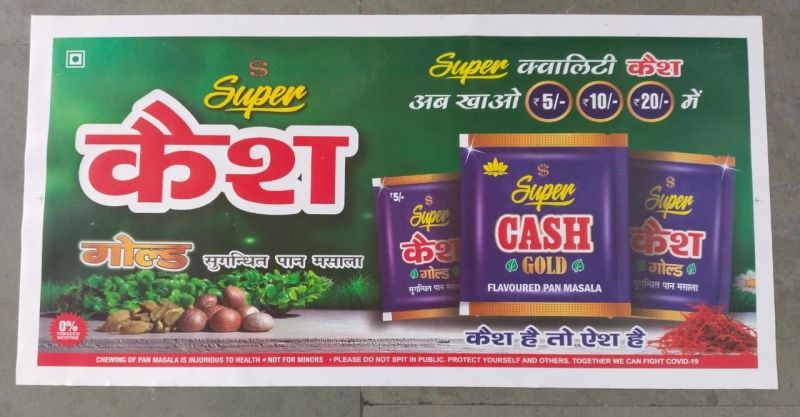 $
Super
कैश
गोल्ड सुगन्धित पान मसाला
Super क्वालिटी कैश
अब खाओ ₹5/- ₹10/- ₹20/- में
₹5/-
Super
कैश
गोल्ड
सुगन्धित पान मसाला
$
Super
CASH
GOLD
FLAVOURED PAN MASALA
$
Super
कैश
गोल्ड
सुगन्धित पान मसाला
कैश है तो ऐश है
0%
TOBACCO
NICOTINE
CHEWING OF PAN MASALA IS INJURIOUS TO HEALTH • NOT FOR MINORS • PLEASE DO NOT SPIT IN PUBLIC. PROTECT YOURSELF AND OTHERS. TOGETHER WE CAN FIGHT COVID-19